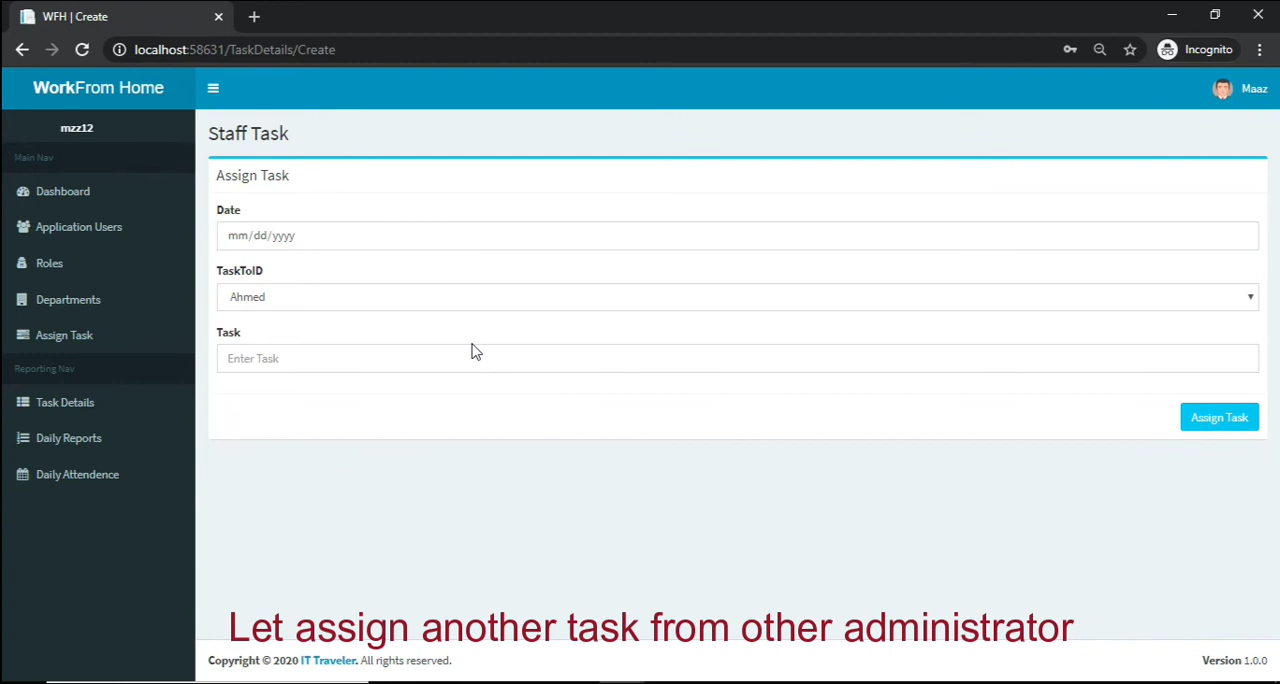 WFH | Create
localhost:58631/TaskDetails/Create
Incognito
WorkFrom Home
Maaz
mzz12
Main Nav
Dashboard
Application Users
Roles
Departments
Assign Task
Reporting Nav
Task Details
Daily Reports
Daily Attendence
Staff Task
Assign Task
Date
mm/dd/yyyy
TaskToID
Ahmed
Task
Enter Task
Assign Task
Let assign another task from other administrator
Copyright © 2020 IT Traveler. All rights reserved.
Version 1.0.0